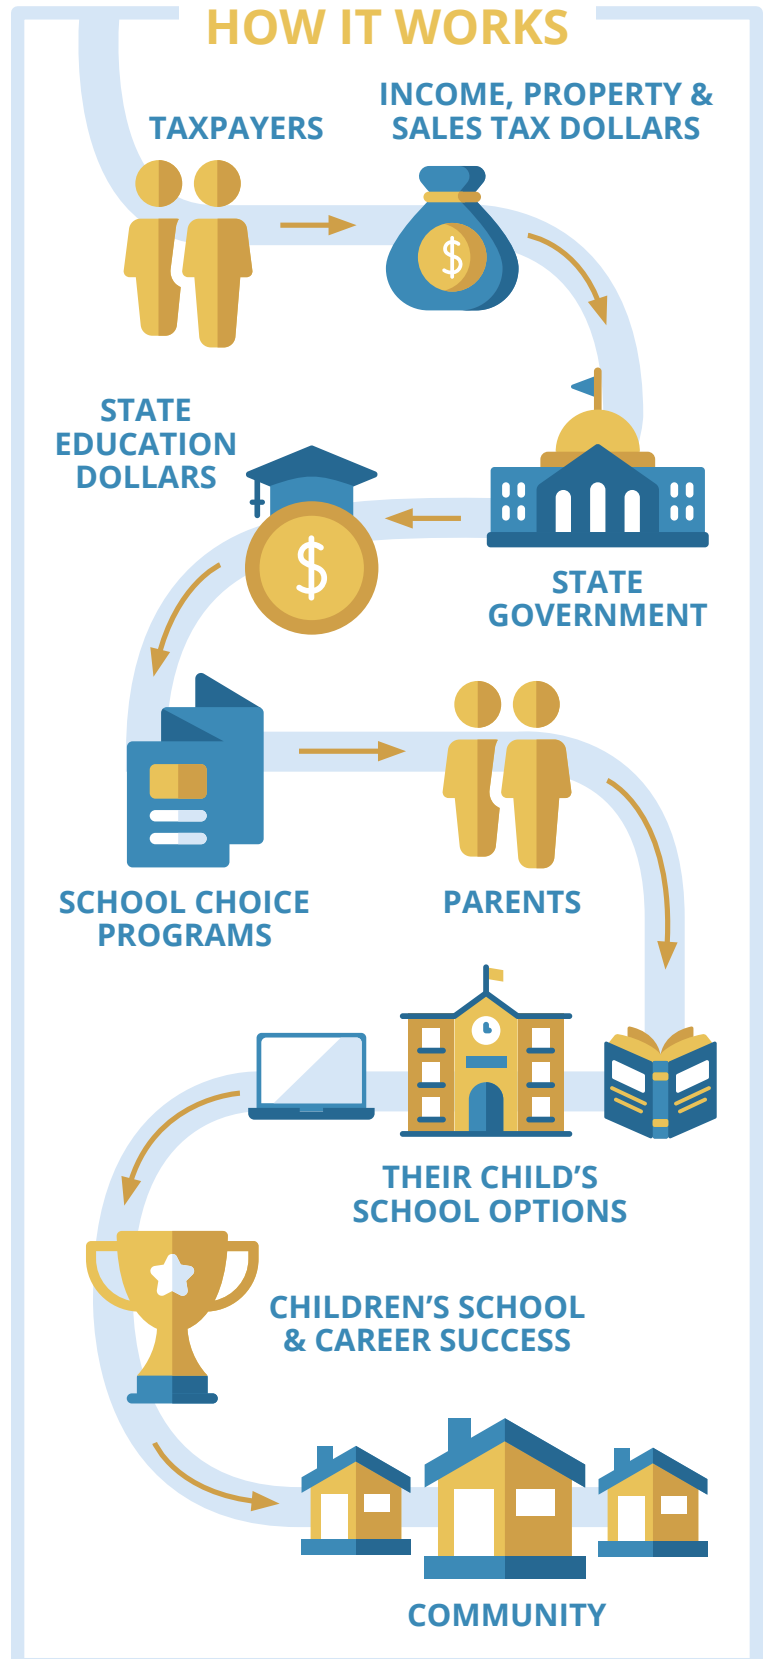 HOW IT WORKS
TAXPAYERS
INCOME, PROPERTY &
SALES TAX DOLLARS
$
STATE
EDUCATION
DOLLARS
$
STATE
GOVERNMENT
SCHOOL CHOICE
PROGRAMS
PARENTS
THEIR CHILD’S
SCHOOL OPTIONS
CHILDREN’S SCHOOL
& CAREER SUCCESS
COMMUNITY